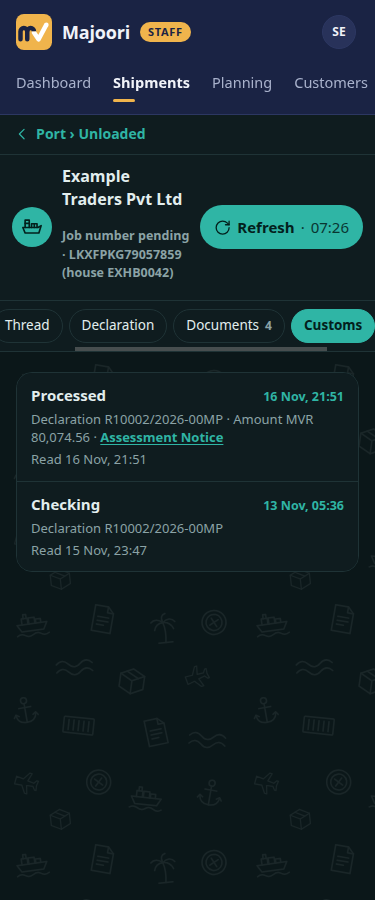 Majoori STAFF SE
Dashboard Shipments Planning Customers
Port › Unloaded
Example
Traders Pvt Ltd
Job number pending
· LKXFPKG79057859
(house EXHB0042)
Refresh · 07:26
Thread Declaration Documents 4 Customs
Processed 16 Nov, 21:51
Declaration R10002/2026-00MP · Amount MVR
80,074.56 · Assessment Notice
Read 16 Nov, 21:51
Checking 13 Nov, 05:36
Declaration R10002/2026-00MP
Read 15 Nov, 23:47